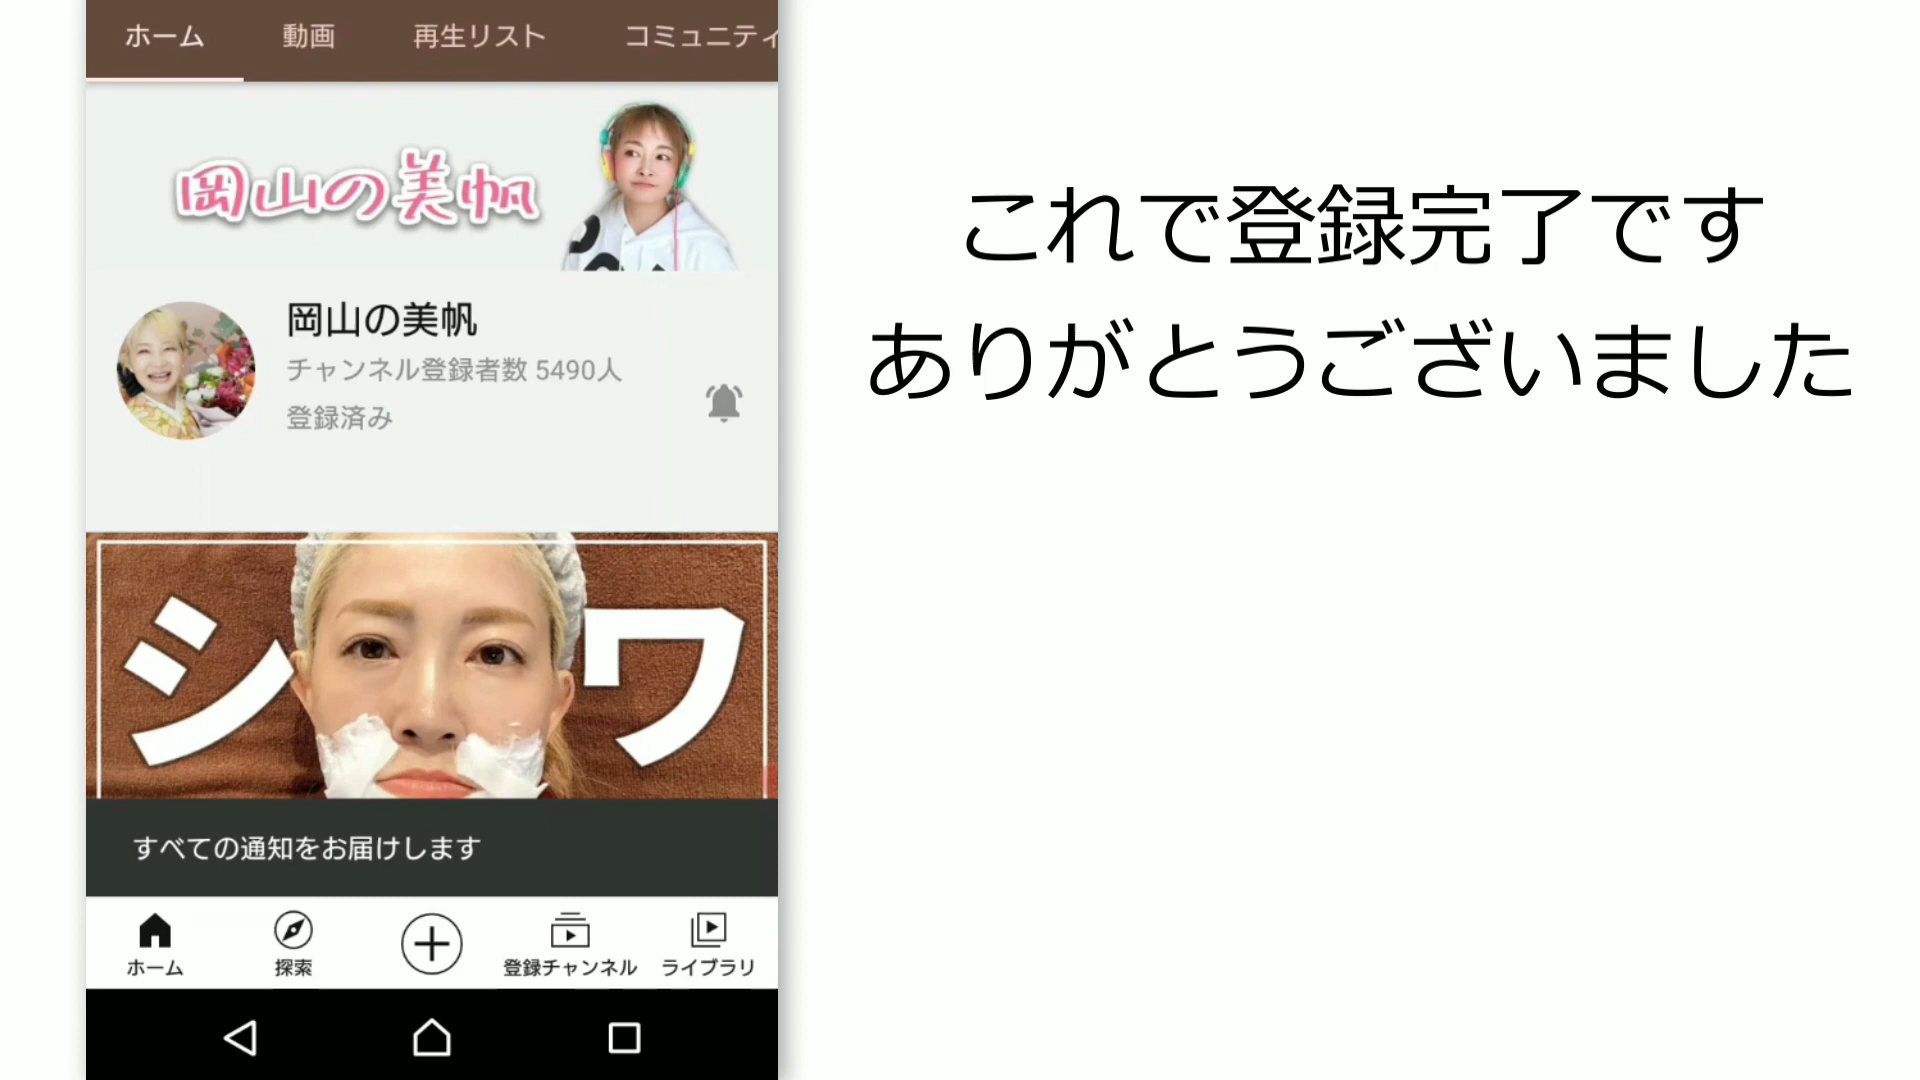 ホーム
動画
再生リスト
コミュニティ
岡山の美帆
岡山の美帆
チャンネル登録者数 5490人
登録済み
シワ
すべての通知をお届けします
ホーム
探索
登録チャンネル
ライブラリ
これで登録完了です
ありがとうございました